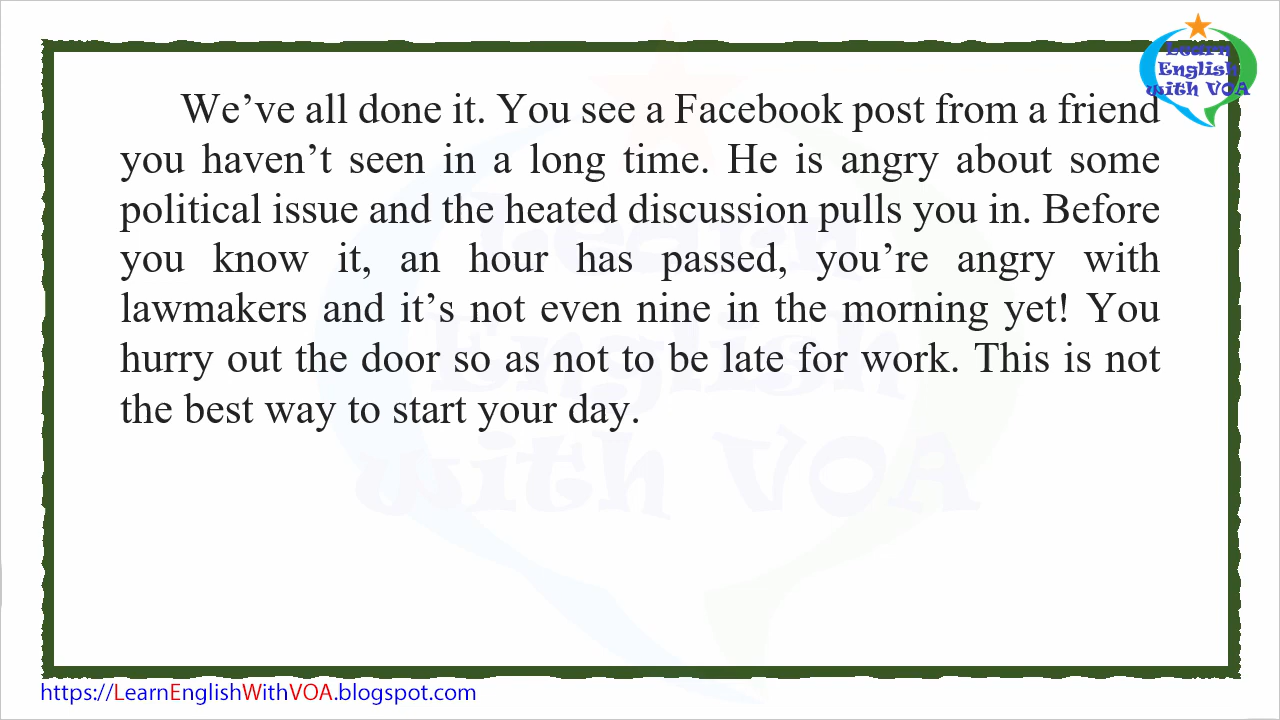 Learn
English
with VOA
We’ve all done it. You see a Facebook post from a friend
you haven’t seen in a long time. He is angry about some
political issue and the heated discussion pulls you in. Before
you know it, an hour has passed, you’re angry with
lawmakers and it’s not even nine in the morning yet! You
hurry out the door so as not to be late for work. This is not
the best way to start your day.
Learn
English
with VOA
https://LearnEnglishWithVOA.blogspot.com